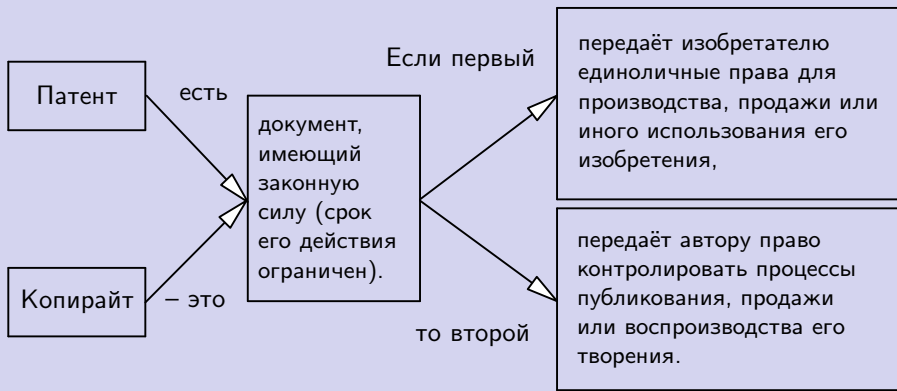 Патент
есть
Копирайт
– это
документ,
имеющий
законную
силу (срок
его действия
ограничен).
Если первый
передаёт изобретателю
единоличные права для
производства, продажи или
иного использования его
изобретения,
то второй
передаёт автору право
контролировать процессы
публикования, продажи
или воспроизводства его
творения.